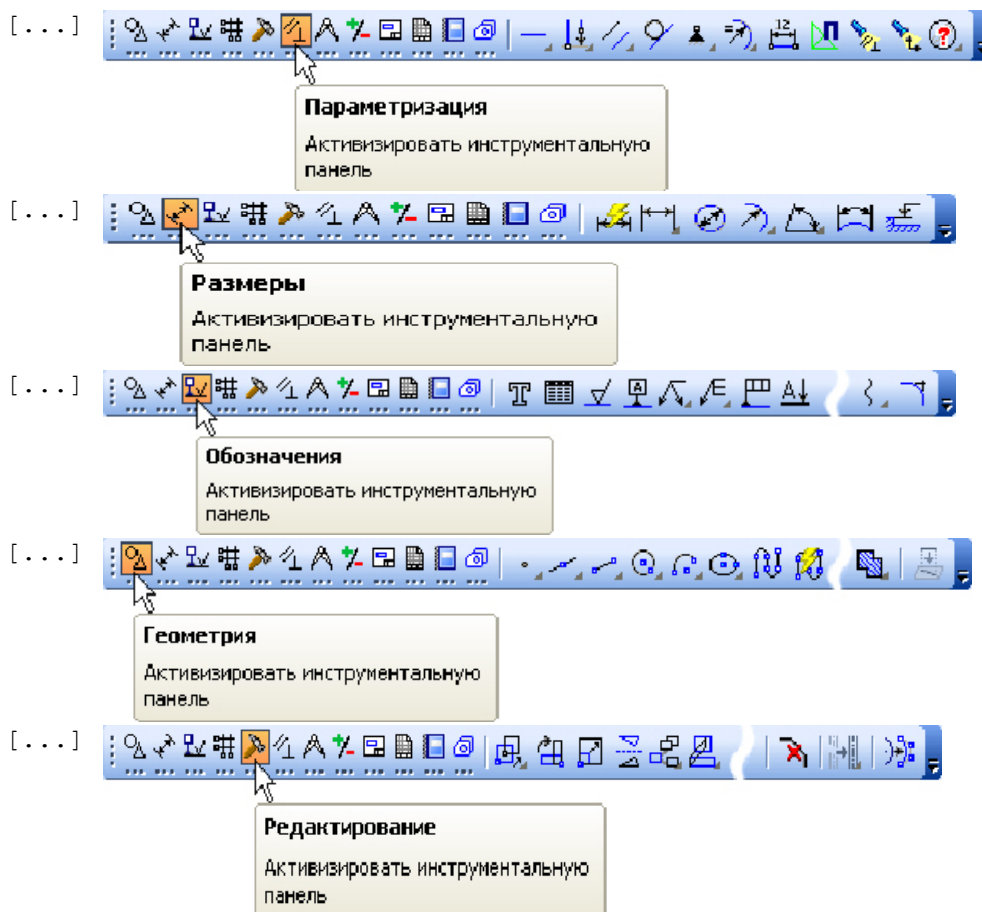 [...]
12
Параметризация
Активизировать инструментальную
панель
[...]
Размеры
Активизировать инструментальную
панель
[...]
Обозначения
Активизировать инструментальную
панель
[...]
Геометрия
Активизировать инструментальную
панель
[...]
Редактирование
Активизировать инструментальную
панель